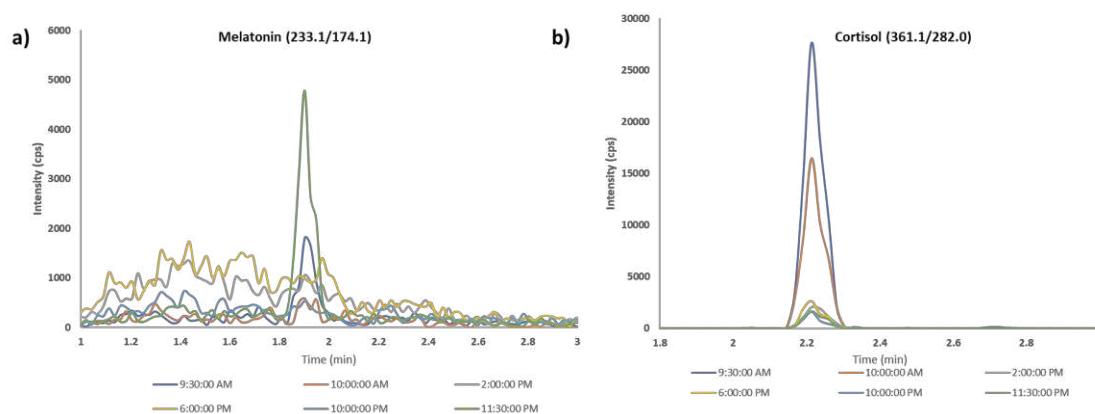 a)
Melatonin (233.1/174.1)
6000
5000
4000
3000
2000
1000
0
Intensity (cps)
1 1.2 1.4 1.6 1.8 2 2.2 2.4 2.6 2.8 3
Time (min)
9:30:00 AM 10:00:00 AM 2:00:00 PM
6:00:00 PM 10:00:00 PM 11:30:00 PM
b)
Cortisol (361.1/282.0)
30000
25000
20000
15000
10000
5000
0
Intensity (cps)
1.8 2 2.2 2.4 2.6 2.8
Time (min)
9:30:00 AM 10:00:00 AM 2:00:00 PM
6:00:00 PM 10:00:00 PM 11:30:00 PM